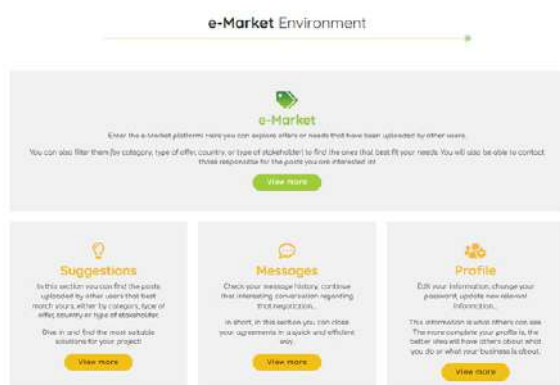 e-Market Environment
e-Market
Enter the e-Market platform! Here you can explore offers or needs that have been uploaded by other users.
You can also filter them (by category, type of offer, country, or type of stakeholder) to find the ones that best fit your needs. You will also be able to contact
those responsible for the posts you are interested in!
View more
Suggestions
In this section you can find the posts
uploaded by other users that best
match yours, either by category, type of
offer, country or type of stakeholder.
Dive in and find the most suitable
solutions for your project!
View more
Messages
Check your message history, continue
that interesting conversation regarding
that negotiation...
In short, in this section you can close
your agreements in a quick and efficient
way.
View more
Profile
Edit your information, change your
password, update new relevant
information...
This information is what others can see.
The more complete your profile is, the
better idea will have others about what
you do or what your business is about.
View more